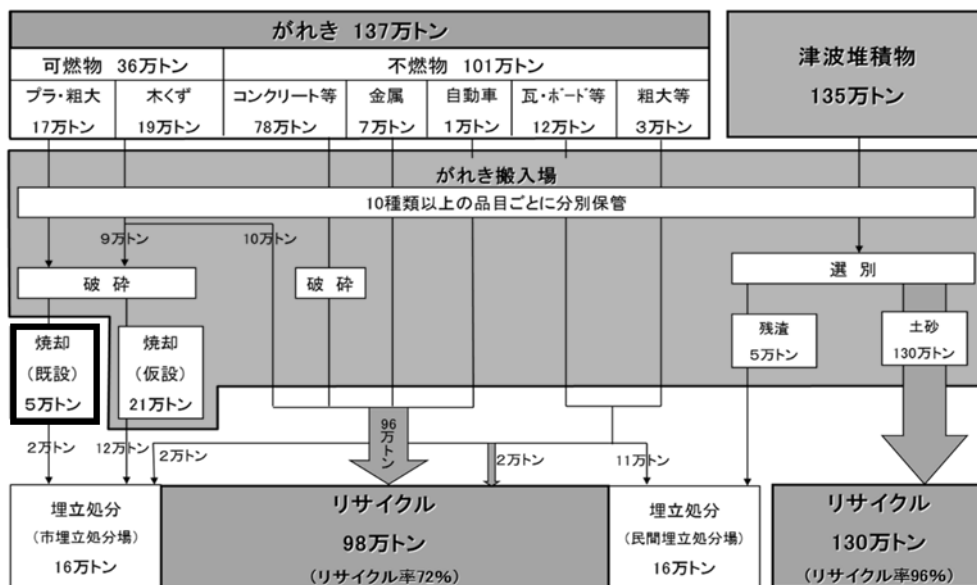 がれき 137万トン
可燃物 36万トン
不燃物 101万トン
プラ・粗大
17万トン
木くず
19万トン
コンクリート等
78万トン
金属
7万トン
自動車
1万トン
瓦・ボード等
12万トン
粗大等
3万トン
津波堆積物
135万トン
がれき搬入場
10種類以上の品目ごとに分別保管
9万トン
10万トン
破 砕
破 砕
選 別
焼却
(既設)
5万トン
焼却
(仮設)
21万トン
残渣
5万トン
土砂
130万トン
2万トン
12万トン
2万トン
96万トン
2万トン
11万トン
埋立処分
(市埋立処分場)
16万トン
リサイクル
98万トン
(リサイクル率72%)
埋立処分
(民間埋立処分場)
16万トン
リサイクル
130万トン
(リサイクル率96%)